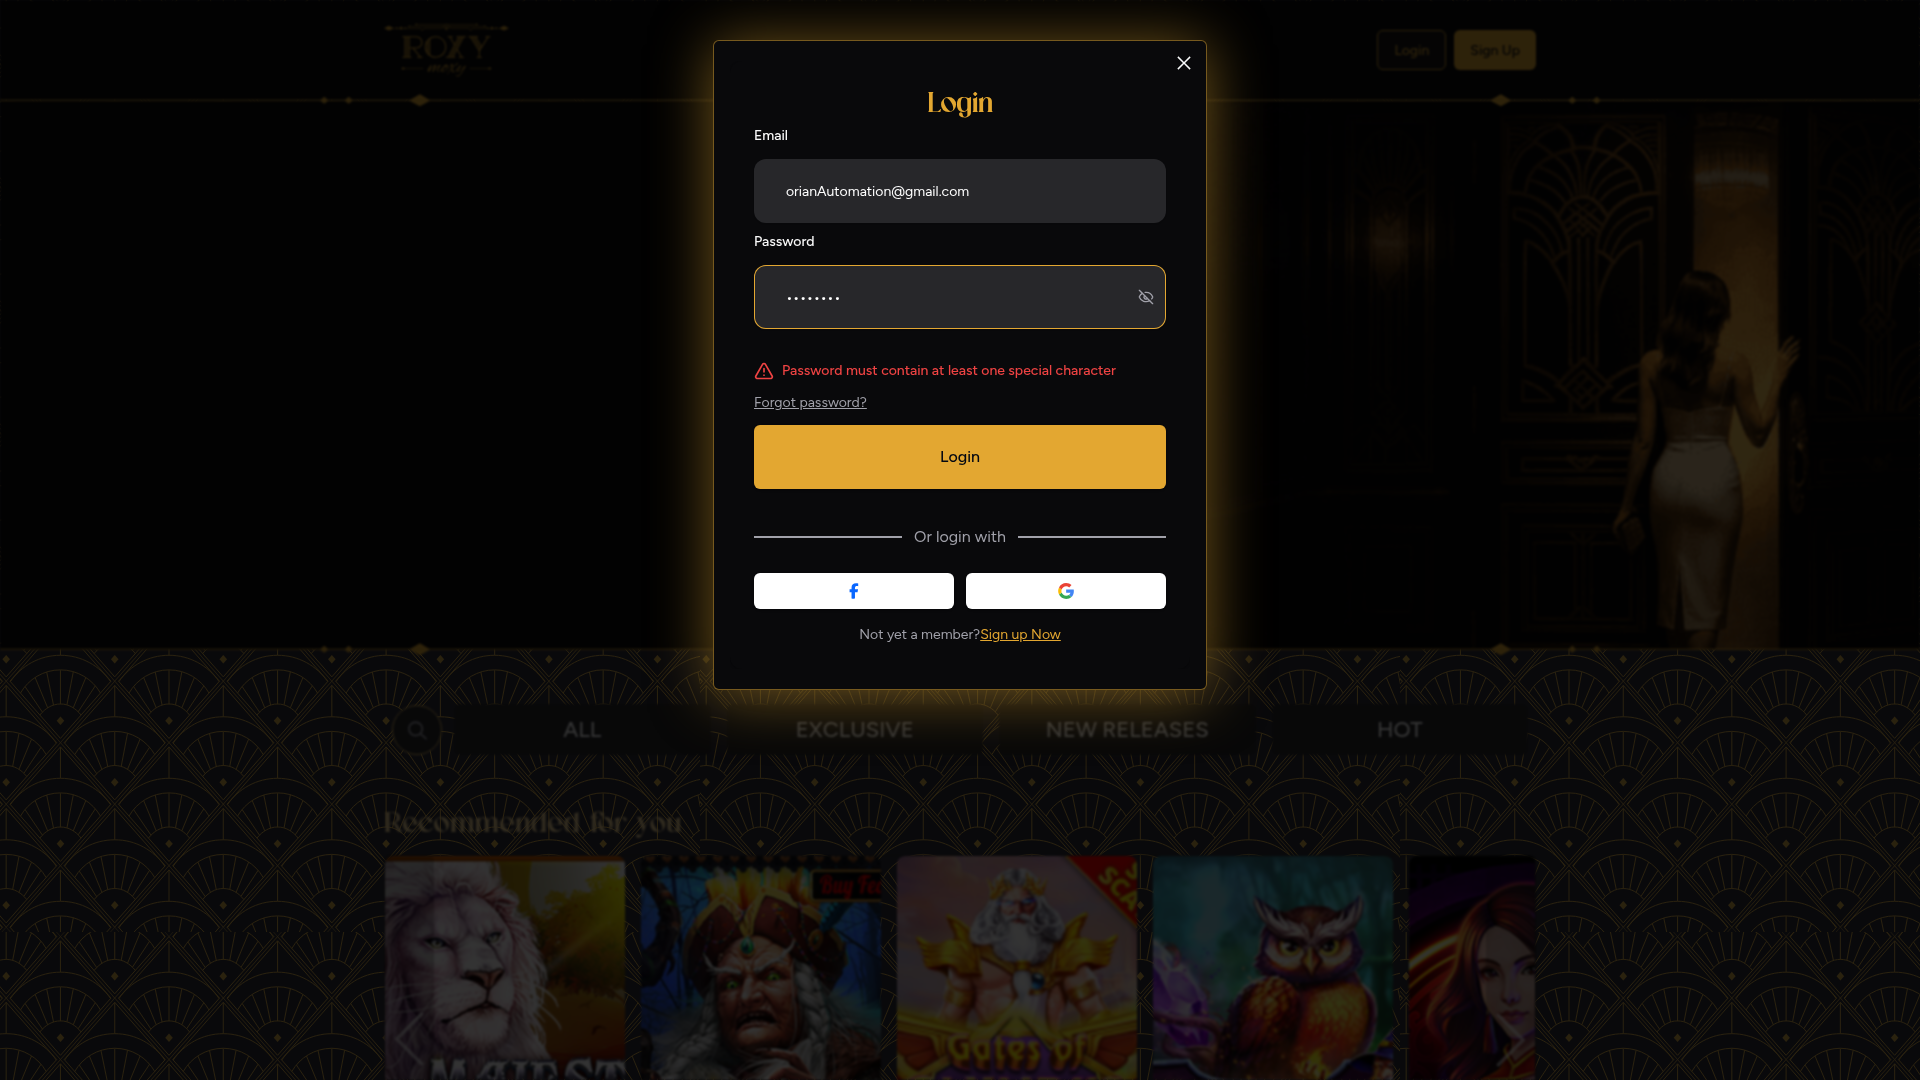 ROXY
moxy
Login
Sign Up
Login
Email
orianAutomation@gmail.com
Password
••••••••
Password must contain at least one special character
Forgot password?
Login
Or login with
Not yet a member?Sign up Now
ALL
EXCLUSIVE
NEW RELEASES
HOT
Recommended for you
Buy
Gates of